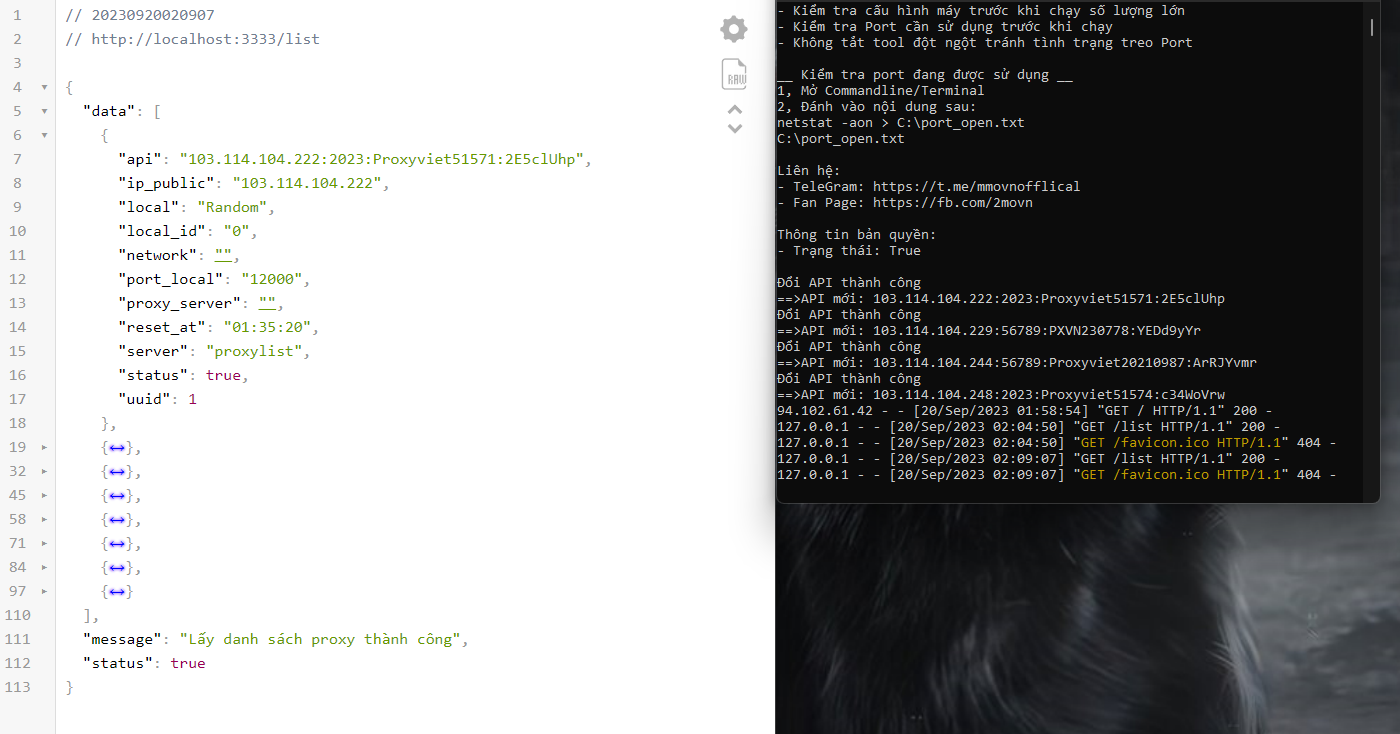 1 // 20230920020907
2 // http://localhost:3333/list
3
4 {
5 "data": [
6 {
7 "api": "103.114.104.222:2023:Proxyviet51571:2E5clUhp",
8 "ip_public": "103.114.104.222",
9 "local": "Random",
10 "local_id": "0",
11 "network": "",
12 "port_local": "12000",
13 "proxy_server": "",
14 "reset_at": "01:35:20",
15 "server": "proxylist",
16 "status": true,
17 "uuid": 1
18 },
19 {↔},
32 {↔},
45 {↔},
58 {↔},
71 {↔},
84 {↔},
97 {↔}
110 ],
111 "message": "Lấy danh sách proxy thành công",
112 "status": true
113 }
RAW
- Kiểm tra cấu hình máy trước khi chạy số lượng lớn
- Kiểm tra Port cần sử dụng trước khi chạy
- Không tắt tool đột ngột tránh tình trạng treo Port
__ Kiểm tra port đang được sử dụng __
1, Mở Commandline/Terminal
2, Đánh vào nội dung sau:
netstat -aon > C:\port_open.txt
C:\port_open.txt
Liên hệ:
- TeleGram: https://t.me/mmovnoffical
- Fan Page: https://fb.com/2movn
Thông tin bản quyền:
- Trạng thái: True
Đổi API thành công
==>API mới: 103.114.104.222:2023:Proxyviet51571:2E5clUhp
Đổi API thành công
==>API mới: 103.114.104.229:56789:PXVN230778:YEDd9yYr
Đổi API thành công
==>API mới: 103.114.104.244:56789:Proxyviet20210987:ArRJYvmr
Đổi API thành công
==>API mới: 103.114.104.248:2023:Proxyviet51574:c34WoVrw
94.102.61.42 - - [20/Sep/2023 01:58:54] "GET / HTTP/1.1" 200 -
127.0.0.1 - - [20/Sep/2023 02:04:50] "GET /list HTTP/1.1" 200 -
127.0.0.1 - - [20/Sep/2023 02:04:50] "GET /favicon.ico HTTP/1.1" 404 -
127.0.0.1 - - [20/Sep/2023 02:09:07] "GET /list HTTP/1.1" 200 -
127.0.0.1 - - [20/Sep/2023 02:09:07] "GET /favicon.ico HTTP/1.1" 404 -